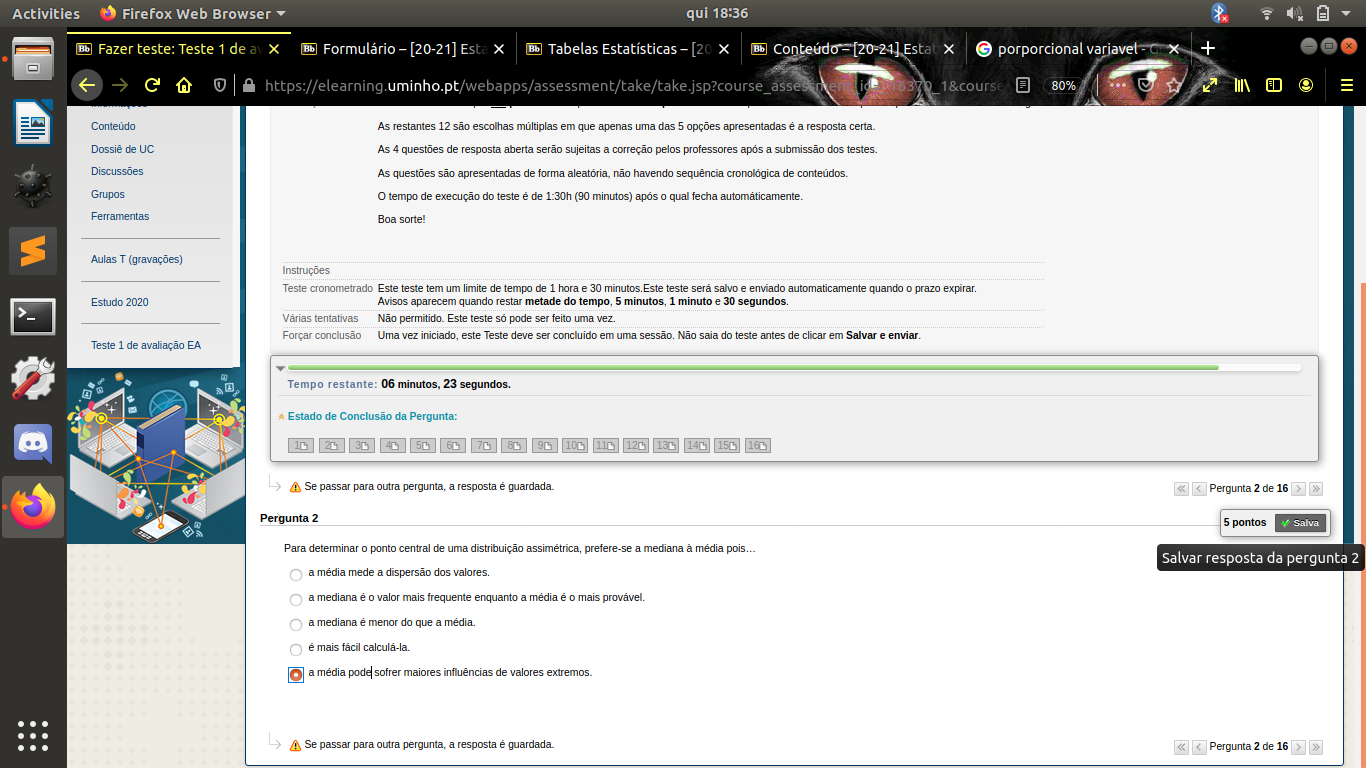 Activities
Firefox Web Browser
qui 18:36
Fazer teste: Teste 1 de av
Formulário – [20-21] Esta
Tabelas Estatísticas – [20
Conteúdo – [20-21] Estat
porporcional varjavel - G
https://elearning.uminho.pt/webapps/assessment/take/take.jsp?course_assessment_id=_16370_1&cours
80%
Conteúdo
Dossiê de UC
Discussões
Grupos
Ferramentas
Aulas T (gravações)
Estudo 2020
Teste 1 de avaliação EA
As restantes 12 são escolhas múltiplas em que apenas uma das 5 opções apresentadas é a resposta certa.
As 4 questões de resposta aberta serão sujeitas a correção pelos professores após a submissão dos testes.
As questões são apresentadas de forma aleatória, não havendo sequência cronológica de conteúdos.
O tempo de execução do teste é de 1:30h (90 minutos) após o qual fecha automáticamente.
Boa sorte!
Instruções
Teste cronometrado Este teste tem um limite de tempo de 1 hora e 30 minutos.Este teste será salvo e enviado automaticamente quando o prazo expirar.
Avisos aparecem quando restar metade do tempo, 5 minutos, 1 minuto e 30 segundos.
Várias tentativas Não permitido. Este teste só pode ser feito uma vez.
Forçar conclusão Uma vez iniciado, este Teste deve ser concluído em uma sessão. Não saia do teste antes de clicar em Salvar e enviar.
Tempo restante: 06 minutos, 23 segundos.
Estado de Conclusão da Pergunta:
1 2 3 4 5 6 7 8 9 10 11 12 13 14 15 16
Se passar para outra pergunta, a resposta é guardada.
Pergunta 2 de 16
Pergunta 2
5 pontos
Salva
Salvar resposta da pergunta 2
Para determinar o ponto central de uma distribuição assimétrica, prefere-se a mediana à média pois…
a média mede a dispersão dos valores.
a mediana é o valor mais frequente enquanto a média é o mais provável.
a mediana é menor do que a média.
é mais fácil calculá-la.
a média pode sofrer maiores influências de valores extremos.
Se passar para outra pergunta, a resposta é guardada.
Pergunta 2 de 16